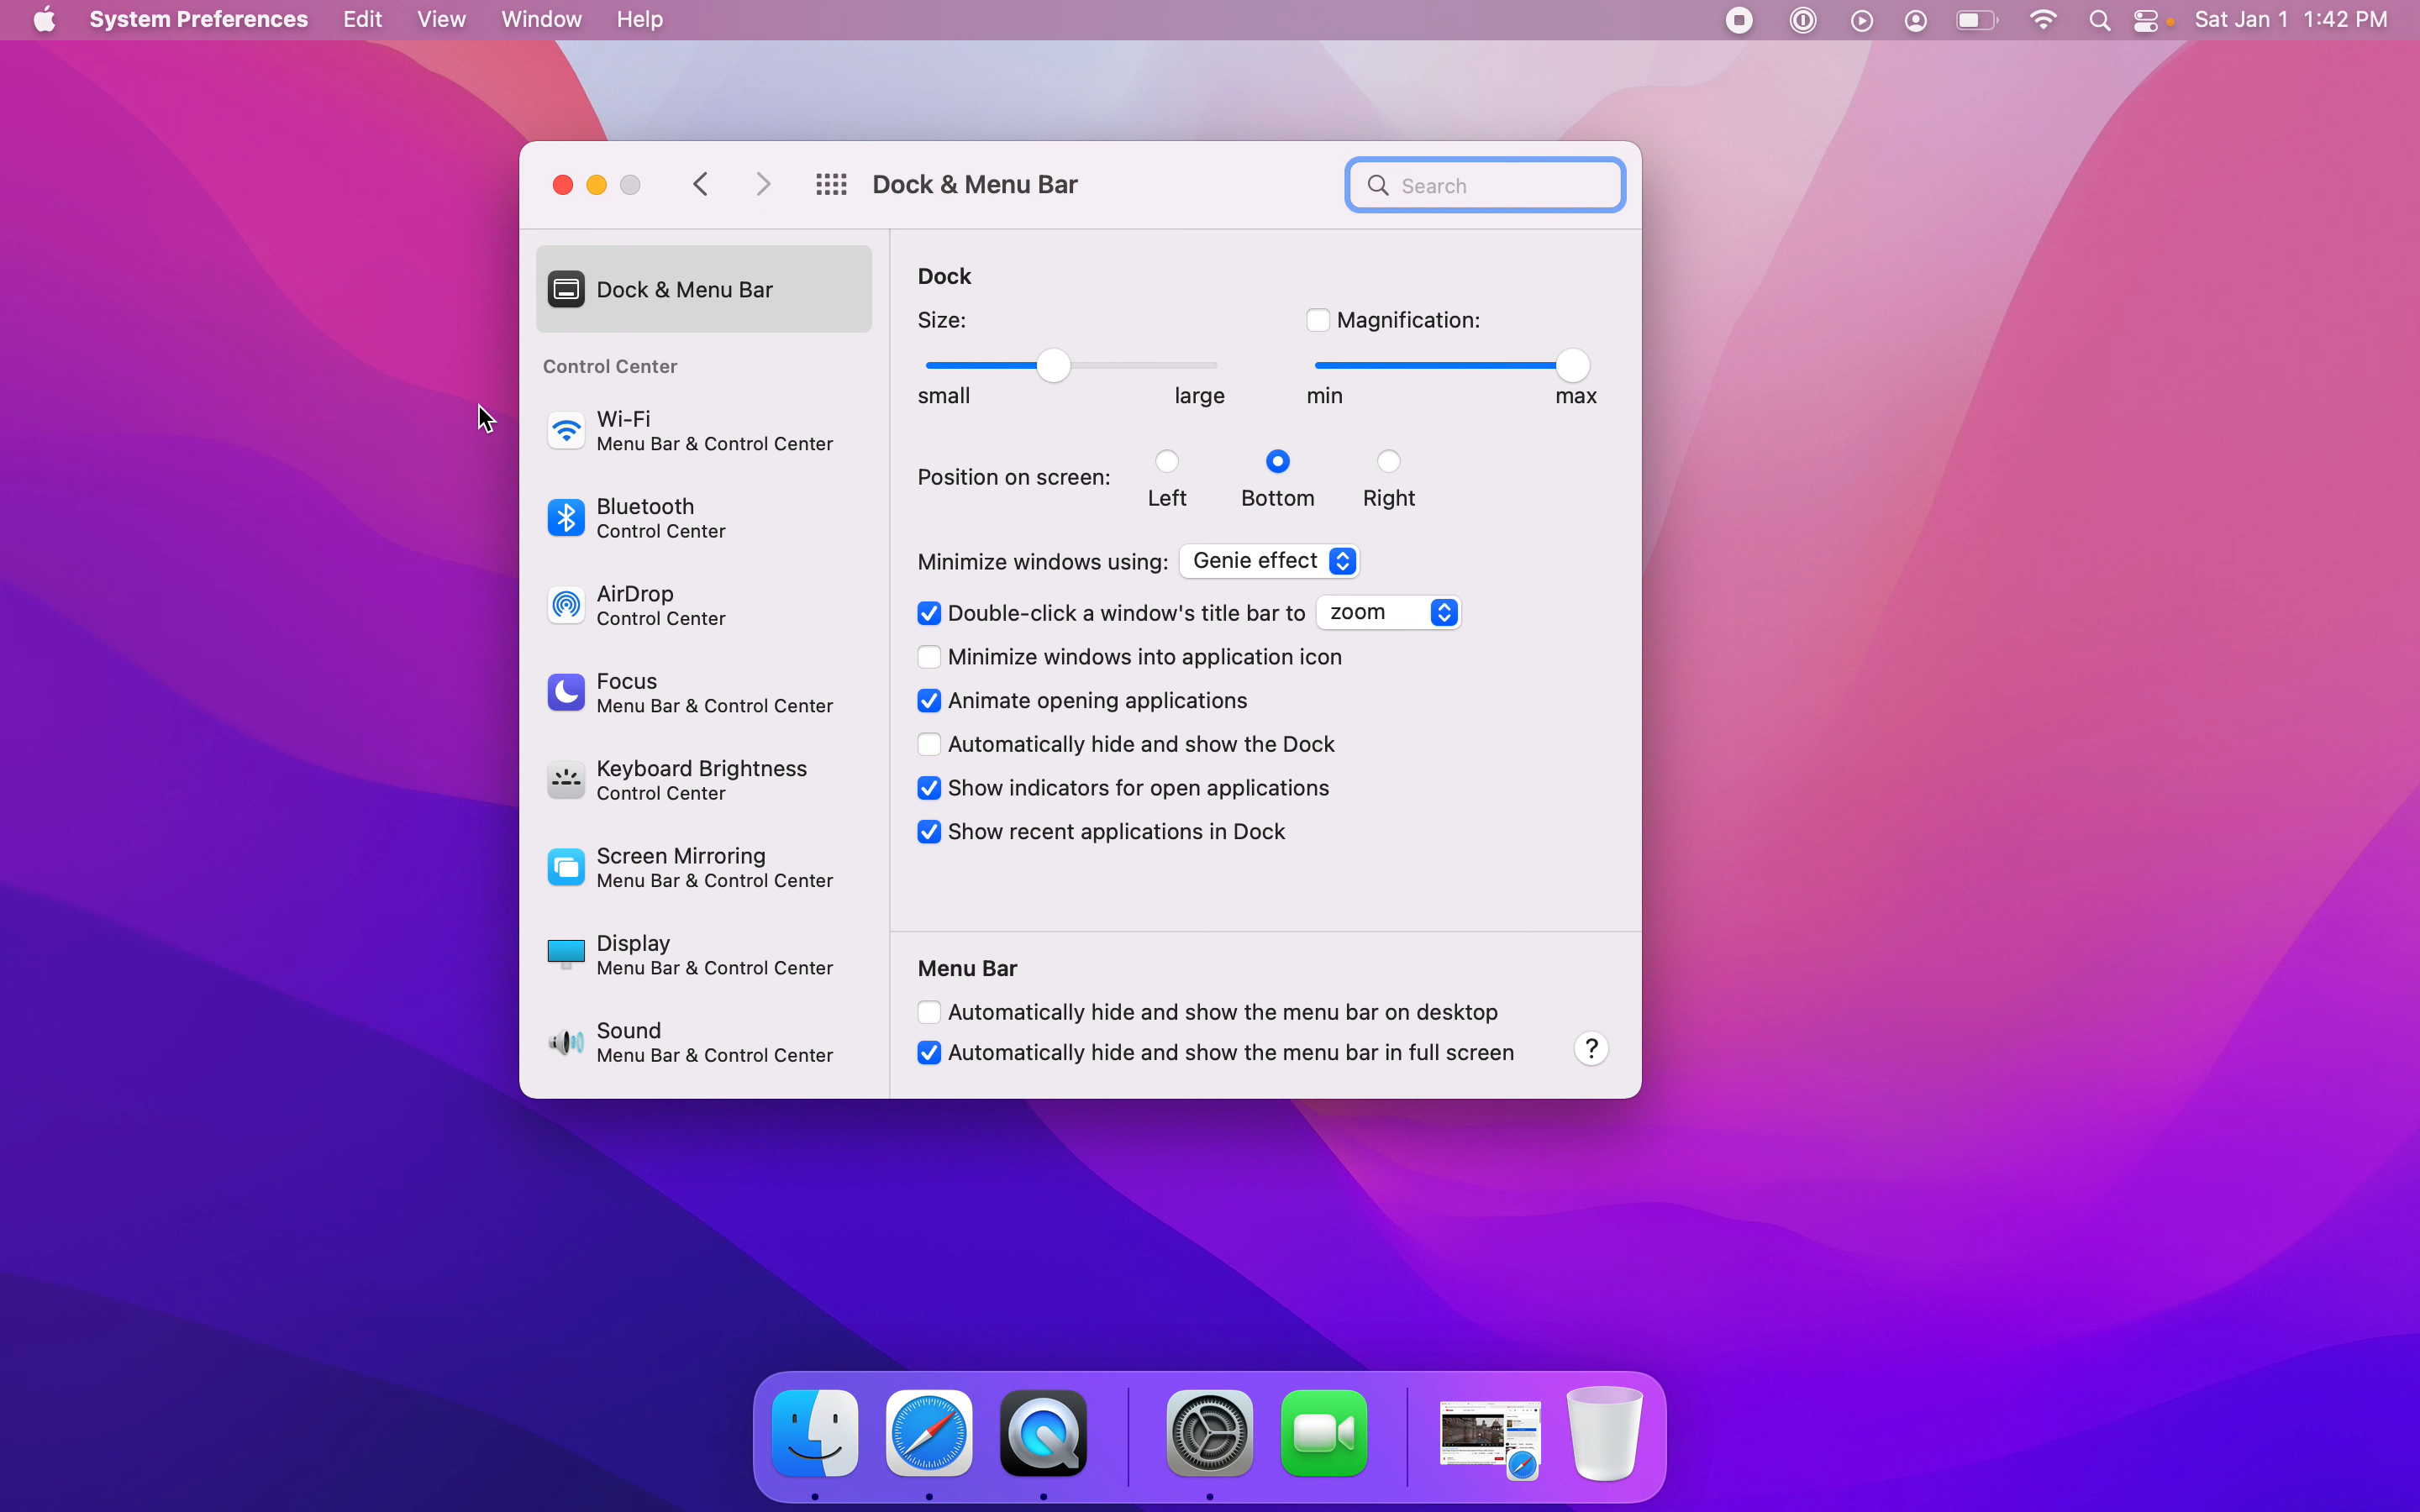 System Preferences Edit View Window Help Sat Jan 1 1:42 PM
Dock & Menu Bar
Search
Dock & Menu Bar
Control Center
Wi-Fi
Menu Bar & Control Center
Bluetooth
Control Center
AirDrop
Control Center
Focus
Menu Bar & Control Center
Keyboard Brightness
Control Center
Screen Mirroring
Menu Bar & Control Center
Display
Menu Bar & Control Center
Sound
Menu Bar & Control Center
Dock
Size: Magnification:
small large min max
Position on screen:
Left Bottom Right
Minimize windows using: Genie effect
Double-click a window's title bar to zoom
Minimize windows into application icon
Animate opening applications
Automatically hide and show the Dock
Show indicators for open applications
Show recent applications in Dock
Menu Bar
Automatically hide and show the menu bar on desktop
Automatically hide and show the menu bar in full screen
?